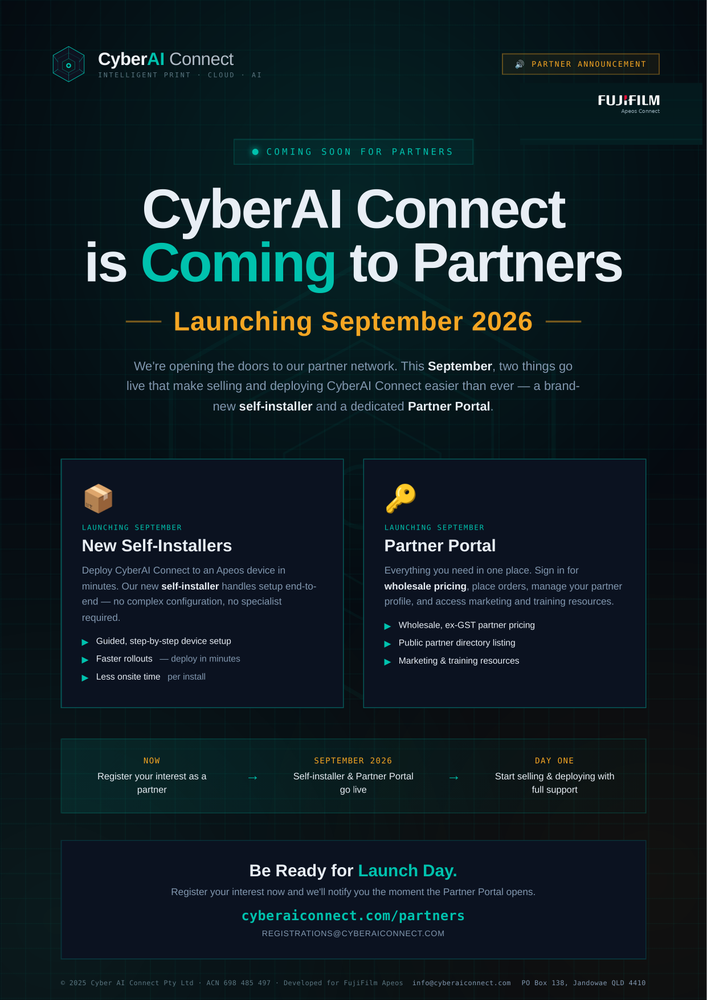 CyberAI Connect
INTELLIGENT PRINT · CLOUD · AI
🔊 PARTNER ANNOUNCEMENT
FUJIFILM
Apeos Connect
COMING SOON FOR PARTNERS
CyberAI Connect
is Coming to Partners
Launching September 2026
We're opening the doors to our partner network. This September, two things go
live that make selling and deploying CyberAI Connect easier than ever — a brand-
new self-installer and a dedicated Partner Portal.
LAUNCHING SEPTEMBER
New Self-Installers
Deploy CyberAI Connect to an Apeos device in
minutes. Our new self-installer handles setup end-to-
end — no complex configuration, no specialist
required.
▶ Guided, step-by-step device setup
▶ Faster rollouts — deploy in minutes
▶ Less onsite time per install
LAUNCHING SEPTEMBER
Partner Portal
Everything you need in one place. Sign in for
wholesale pricing, place orders, manage your partner
profile, and access marketing and training resources.
▶ Wholesale, ex-GST partner pricing
▶ Public partner directory listing
▶ Marketing & training resources
NOW
Register your interest as a
partner
→
SEPTEMBER 2026
Self-installer & Partner Portal
go live
→
DAY ONE
Start selling & deploying with
full support
Be Ready for Launch Day.
Register your interest now and we'll notify you the moment the Partner Portal opens.
cyberaiconnect.com/partners
REGISTRATIONS@CYBERAICONNECT.COM
© 2025 Cyber AI Connect Pty Ltd · ACN 698 485 497 · Developed for FujiFilm Apeos info@cyberaiconnect.com PO Box 138, Jandowae QLD 4410